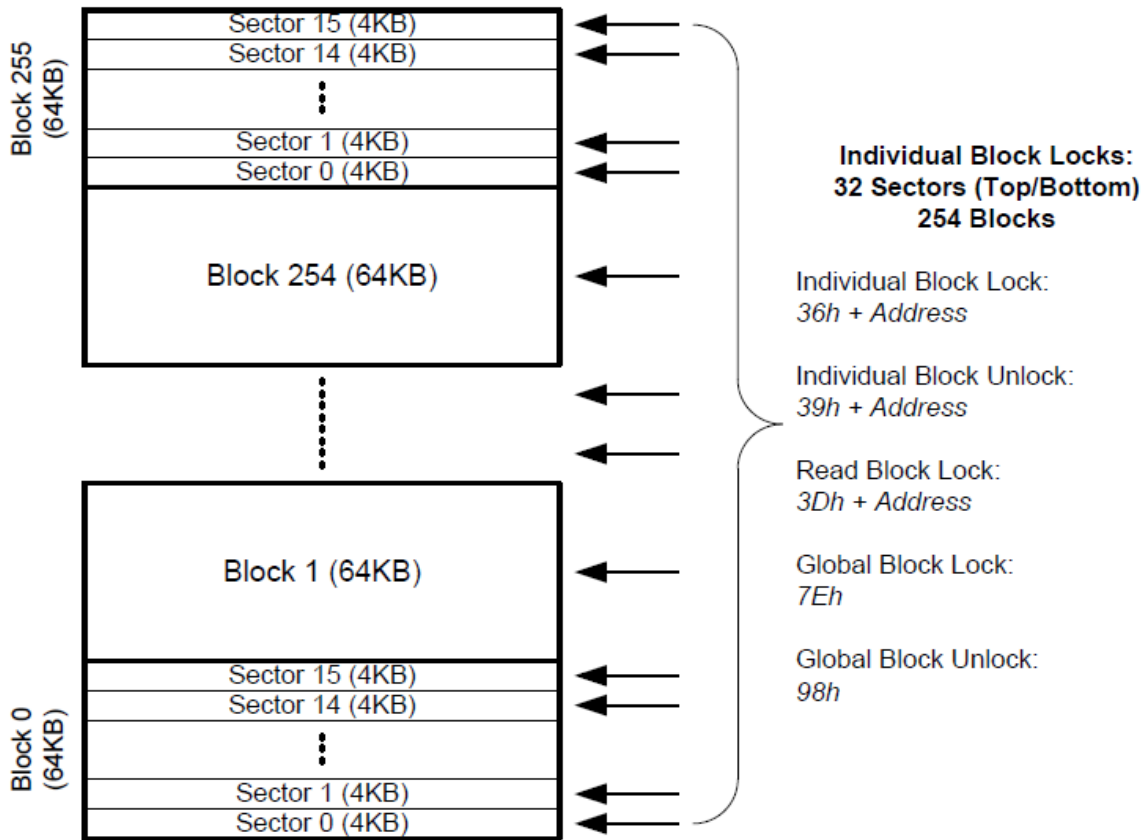 Block 255
(64KB)
Sector 15 (4KB)
Sector 14 (4KB)
Sector 1 (4KB)
Sector 0 (4KB)
Block 254 (64KB)
Block 1 (64KB)
Block 0
(64KB)
Sector 15 (4KB)
Sector 14 (4KB)
Sector 1 (4KB)
Sector 0 (4KB)
Individual Block Locks:
32 Sectors (Top/Bottom)
254 Blocks
Individual Block Lock:
36h + Address
Individual Block Unlock:
39h + Address
Read Block Lock:
3Dh + Address
Global Block Lock:
7Eh
Global Block Unlock:
98h